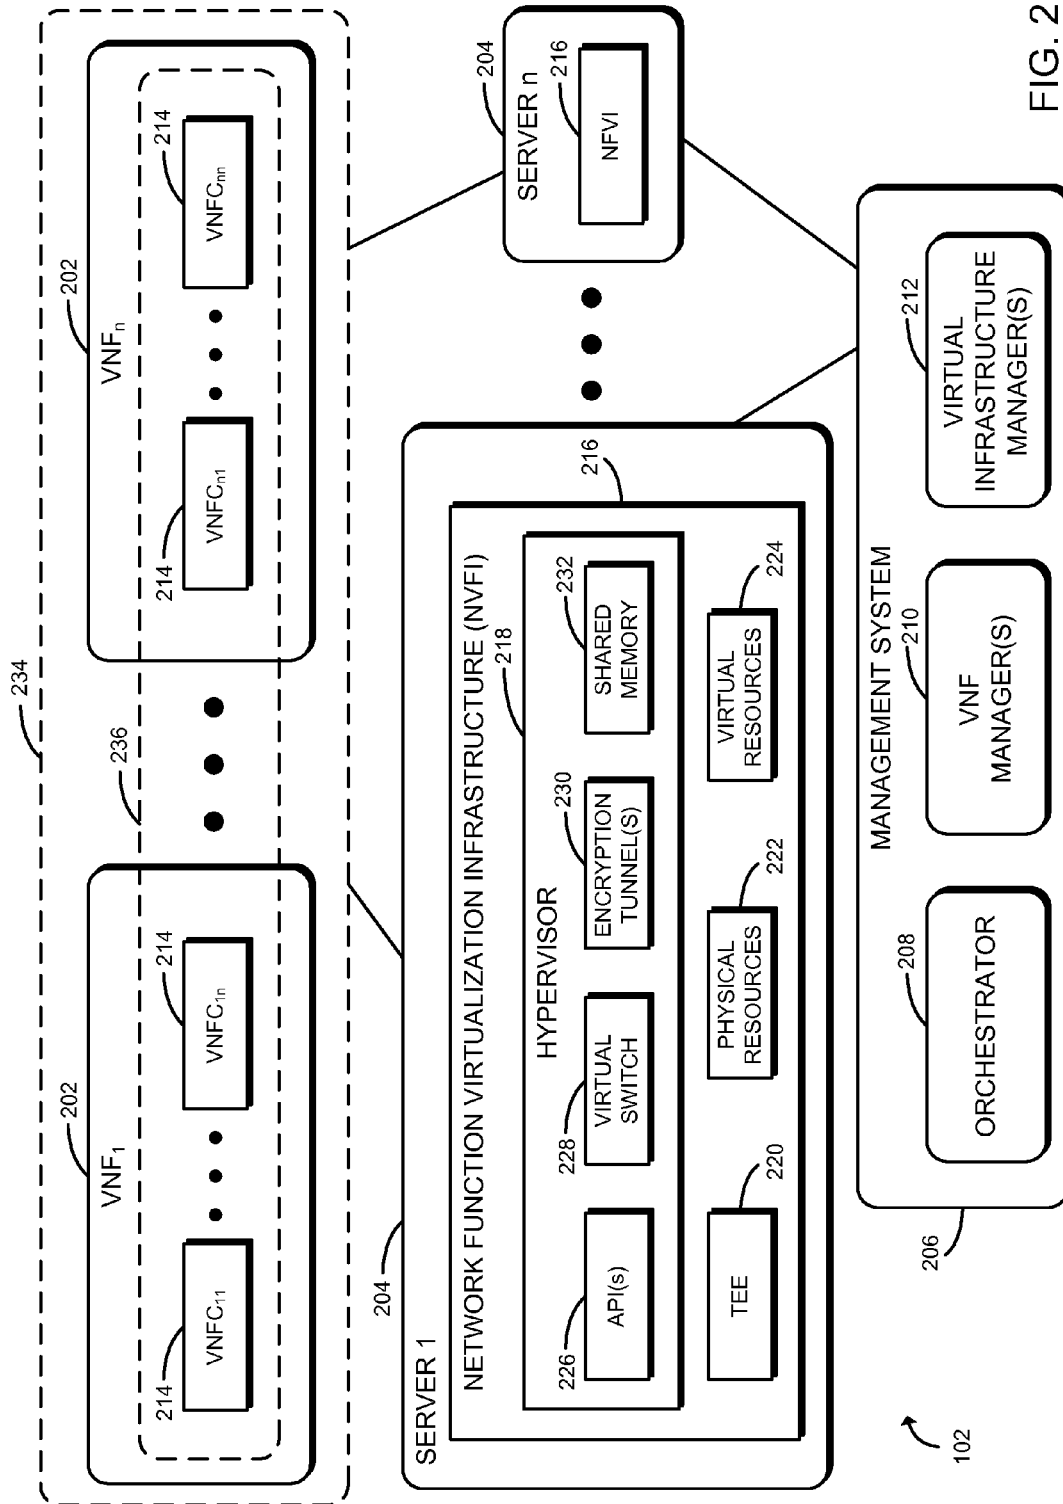 234
202
VNF1
214
VNFC11
214
VNFC1n
236
202
VNFn
214
VNFCn1
214
VNFCnn
204
SERVER 1
216
NETWORK FUNCTION VIRTUALIZATION INFRASTRUCTURE (NVFI)
218
HYPERVISOR
226
API(s)
228
VIRTUAL
SWITCH
230
ENCRYPTION
TUNNEL(S)
232
SHARED
MEMORY
220
TEE
222
PHYSICAL
RESOURCES
224
VIRTUAL
RESOURCES
204
SERVER n
216
NFVI
206
MANAGEMENT SYSTEM
208
ORCHESTRATOR
210
VNF
MANAGER(S)
212
VIRTUAL
INFRASTRUCTURE
MANAGER(S)
102
FIG. 2